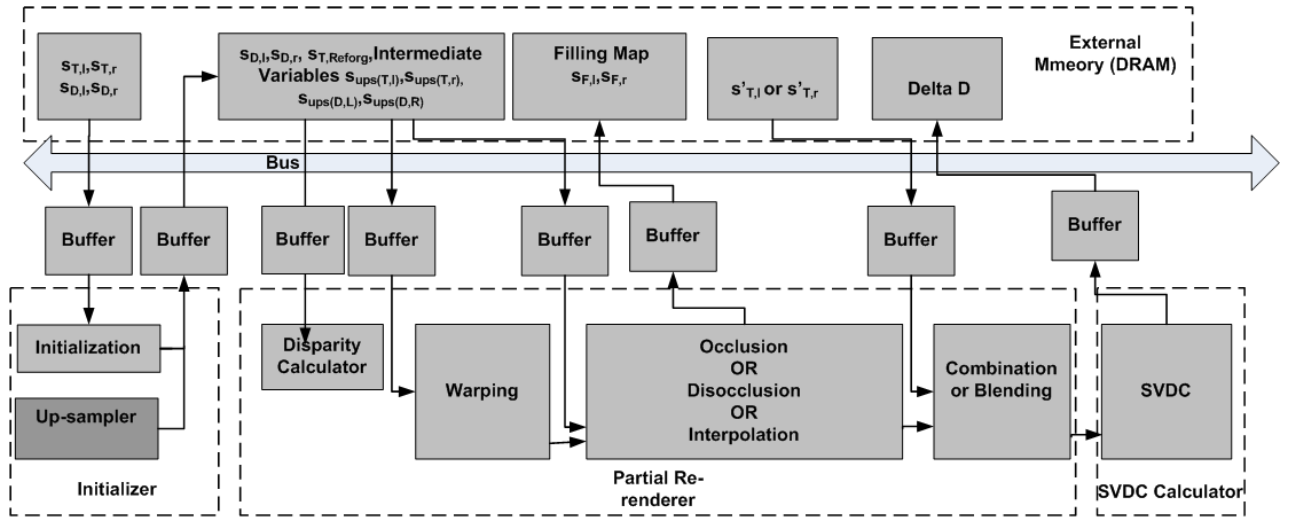 sT,l,sT,r
sD,l,sD,r
sD,l,sD,r, sT,Reforg,Intermediate
Variables sups(T,l),sups(T,r),
sups(D,L),sups(D,R)
Filling Map
sF,l,sF,r
s'T,l or s'T,r
Delta D
External
Mmeory (DRAM)
Bus
Buffer
Buffer
Buffer
Buffer
Buffer
Buffer
Buffer
Buffer
Initialization
Up-sampler
Initializer
Disparity
Calculator
Warping
Occlusion
OR
Disocclusion
OR
Interpolation
Combination
or Blending
SVDC
Partial Re-
renderer
SVDC Calculator